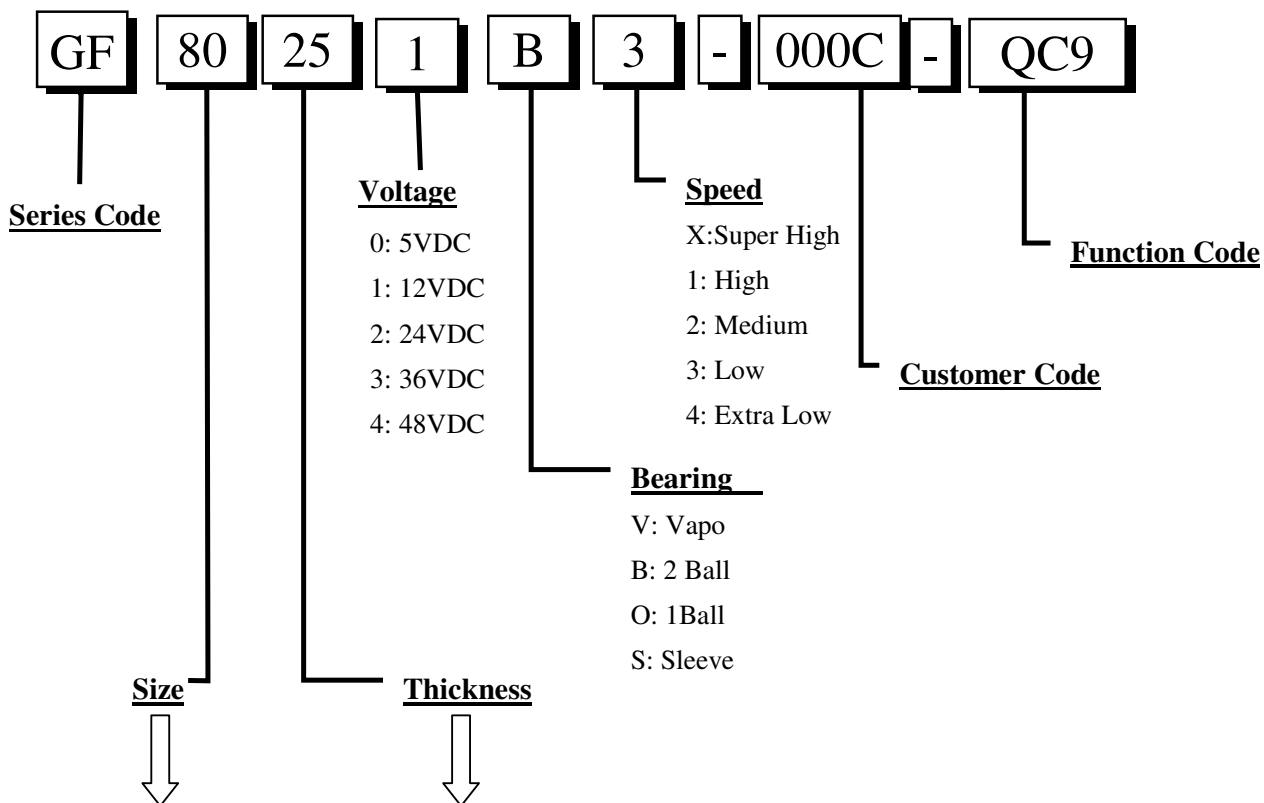 GF 80 25 1 B 3 - 000C - QC9
Series Code
Voltage
0: 5VDC
1: 12VDC
2: 24VDC
3: 36VDC
4: 48VDC
Speed
X:Super High
1: High
2: Medium
3: Low
4: Extra Low
Function Code
Customer Code
Bearing
V: Vapo
B: 2 Ball
O: 1Ball
S: Sleeve
Size
Thickness